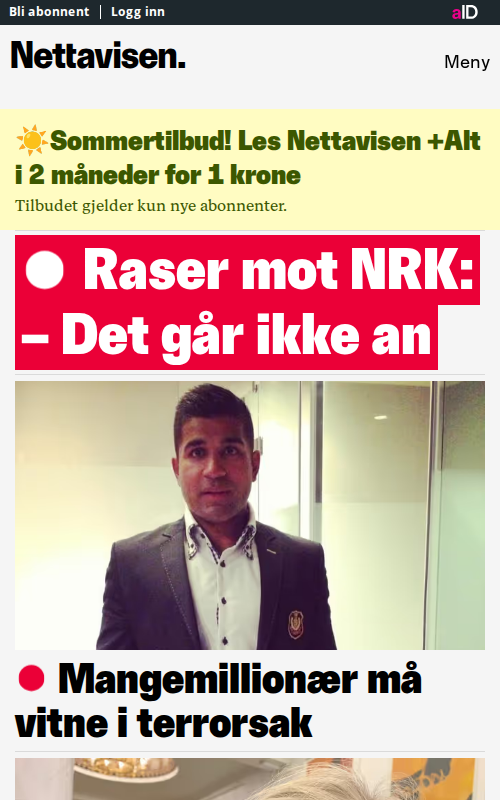 Bli abonnent | Logg inn
aID
Nettavisen.
Meny
☀️Sommertilbud! Les Nettavisen +Alt
i 2 måneder for 1 krone
Tilbudet gjelder kun nye abonnenter.
Raser mot NRK:
– Det går ikke an
Mangemillionær må
vitne i terrorsak